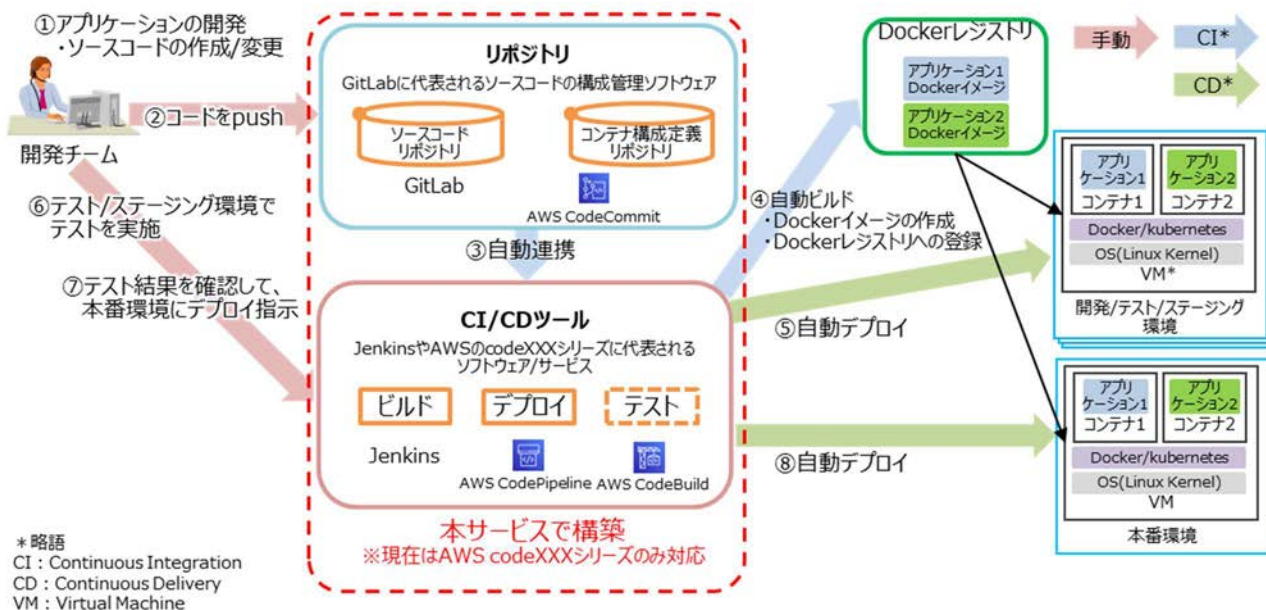 ①アプリケーションの開発
・ソースコードの作成/変更
②コードをpush
開発チーム
⑥テスト/ステージング環境で
テストを実施
⑦テスト結果を確認して、
本番環境にデプロイ指示
リポジトリ
GitLabに代表されるソースコードの構成管理ソフトウェア
ソースコード
リポジトリ
GitLab
コンテナ構成定義
リポジトリ
AWS CodeCommit
③自動連携
CI/CDツール
JenkinsやAWSのcodeXXXシリーズに代表される
ソフトウェア/サービス
ビルド
デプロイ
テスト
Jenkins
AWS CodePipeline
AWS CodeBuild
本サービスで構築
※現在はAWS codeXXXシリーズのみ対応
④自動ビルド
・Dockerイメージの作成
・Dockerレジストリへの登録
⑤自動デプロイ
⑧自動デプロイ
Dockerレジストリ
アプリケーション1
Dockerイメージ
アプリケーション2
Dockerイメージ
手動
CI*
CD*
アプリ
ケーション1
コンテナ1
アプリ
ケーション2
コンテナ2
Docker/kubernetes
OS(Linux Kernel)
VM*
開発/テスト/ステージング
環境
アプリ
ケーション1
コンテナ1
アプリ
ケーション2
コンテナ2
Docker/kubernetes
OS(Linux Kernel)
VM
本番環境
*略語
CI：Continuous Integration
CD：Continuous Delivery
VM：Virtual Machine